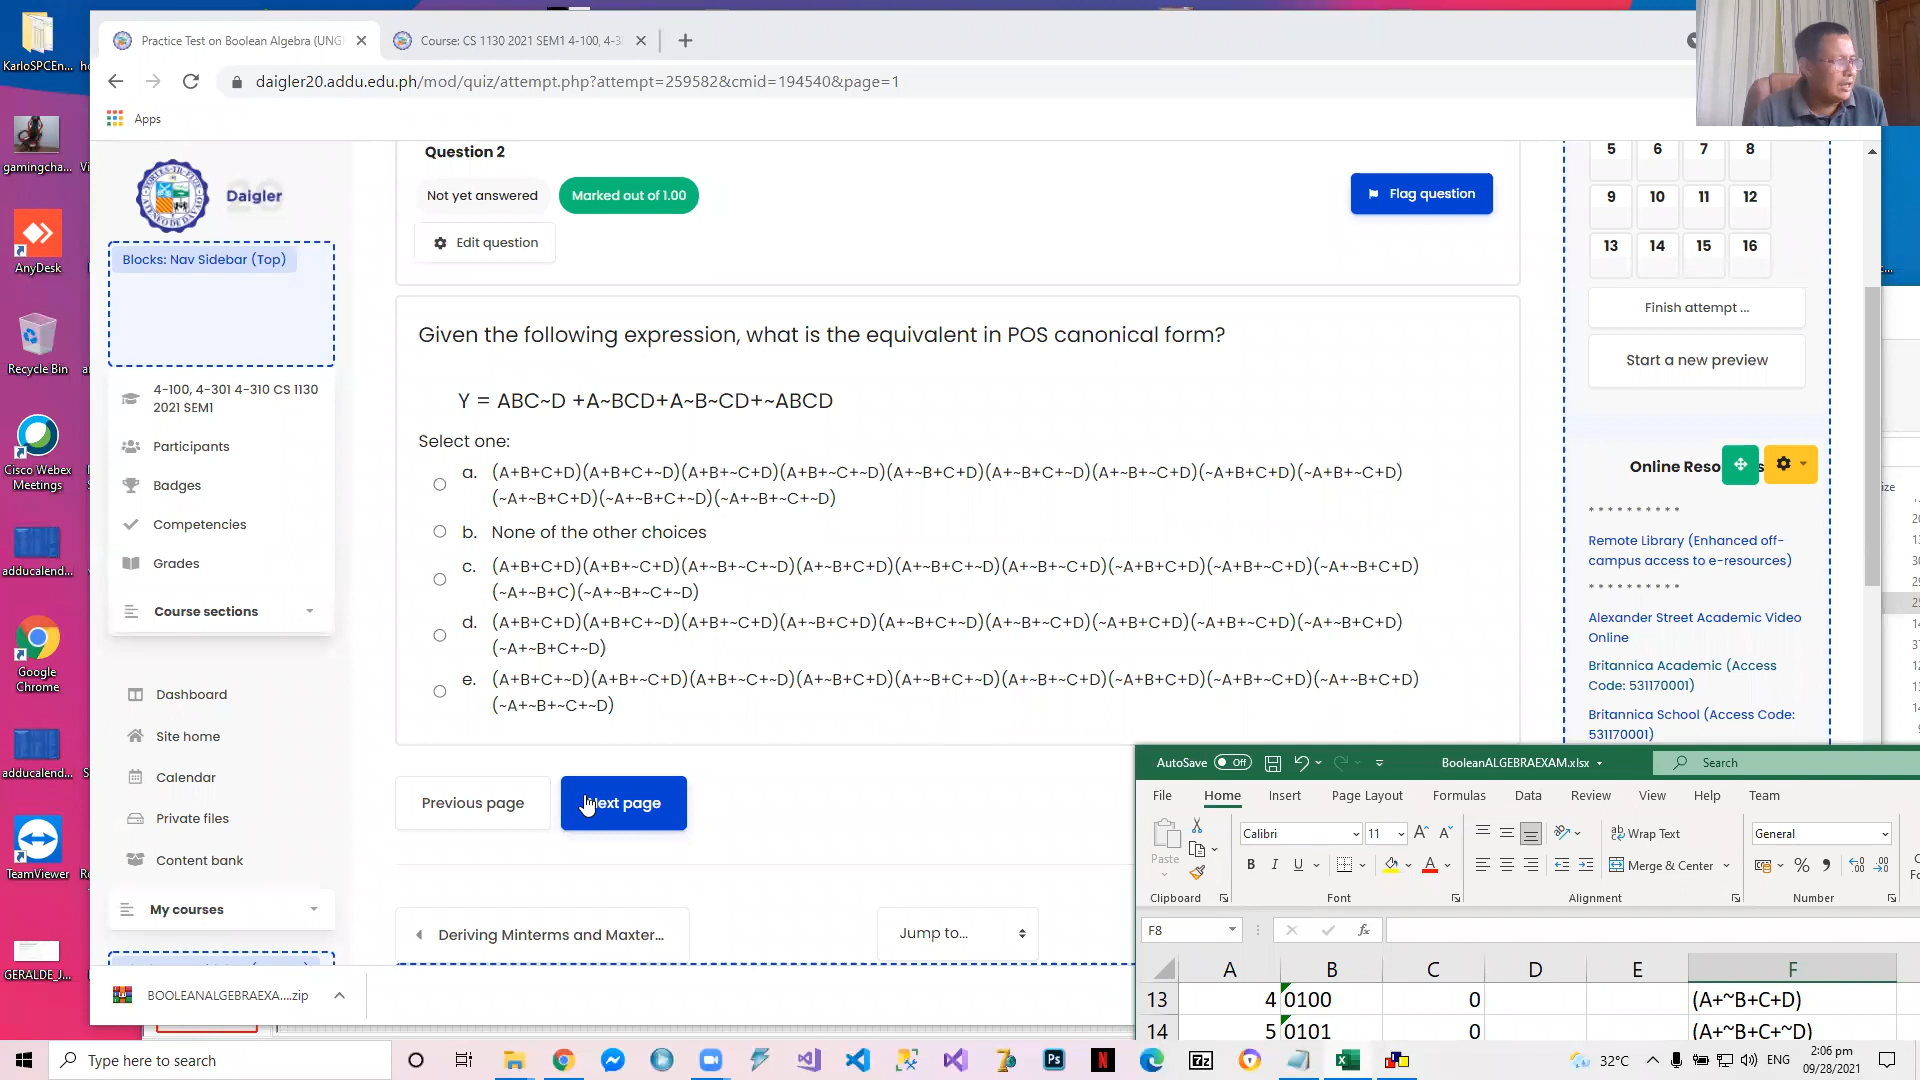 KarloSPCEn...
gamingcha...
AnyDesk
Recycle Bin
Cisco Webex
Meetings
adducalend...
Google
Chrome
adducalend...
TeamViewer
GERALDE_J...
Practice Test on Boolean Algebra (UNG
Course: CS 1130 2021 SEM1 4-100, 4-3
daigler20.addu.edu.ph/mod/quiz/attempt.php?attempt=259582&cmid=194540&page=1
Apps
Daigler
Blocks: Nav Sidebar (Top)
4-100, 4-301 4-310 CS 1130
2021 SEM1
Participants
Badges
Competencies
Grades
Course sections
Dashboard
Site home
Calendar
Private files
Content bank
My courses
Question 2
Not yet answered
Marked out of 1.00
Flag question
Edit question
Given the following expression, what is the equivalent in POS canonical form?
Y = ABC~D +A~BCD+A~B~CD+~ABCD
Select one:
a. (A+B+C+D)(A+B+C+~D)(A+B+~C+D)(A+B+~C+~D)(A+~B+C+D)(A+~B+C+~D)(A+~B+~C+D)(~A+B+C+D)(~A+B+~C+D)
(~A+~B+C+D)(~A+~B+C+~D)(~A+~B+~C+~D)
b. None of the other choices
c. (A+B+C+D)(A+B+~C+D)(A+~B+~C+~D)(A+~B+C+D)(A+~B+C+~D)(A+~B+~C+D)(~A+B+C+D)(~A+B+~C+D)(~A+~B+C+D)
(~A+~B+C)(~A+~B+~C+~D)
d. (A+B+C+D)(A+B+C+~D)(A+B+~C+D)(A+~B+C+D)(A+~B+C+~D)(A+~B+~C+D)(~A+B+C+D)(~A+B+~C+D)(~A+~B+C+D)
(~A+~B+C+~D)
e. (A+B+C+~D)(A+B+~C+D)(A+B+~C+~D)(A+~B+C+D)(A+~B+C+~D)(A+~B+~C+D)(~A+B+C+D)(~A+B+~C+D)(~A+~B+C+D)
(~A+~B+~C+~D)
Previous page
Next page
Deriving Minterms and Maxter...
Jump to...
5 6 7 8
9 10 11 12
13 14 15 16
Finish attempt ...
Start a new preview
Online Reso
* * * * * * * * * *
Remote Library (Enhanced off-
campus access to e-resources)
* * * * * * * * * *
Alexander Street Academic Video
Online
Britannica Academic (Access
Code: 531170001)
Britannica School (Access Code:
531170001)
BOOLEANALGEBRAEXA....zip
AutoSave Off
BooleanALGEBRAEXAM.xlsx
Search
File Home Insert Page Layout Formulas Data Review View Help Team
Paste
Calibri 11
Wrap Text
Merge & Center
General
Clipboard Font Alignment Number
F8
A B C D E F
13 4 0100 0 (A+~B+C+D)
14 5 0101 0 (A+~B+C+~D)
Type here to search
32°C
ENG
2:06 pm
09/28/2021